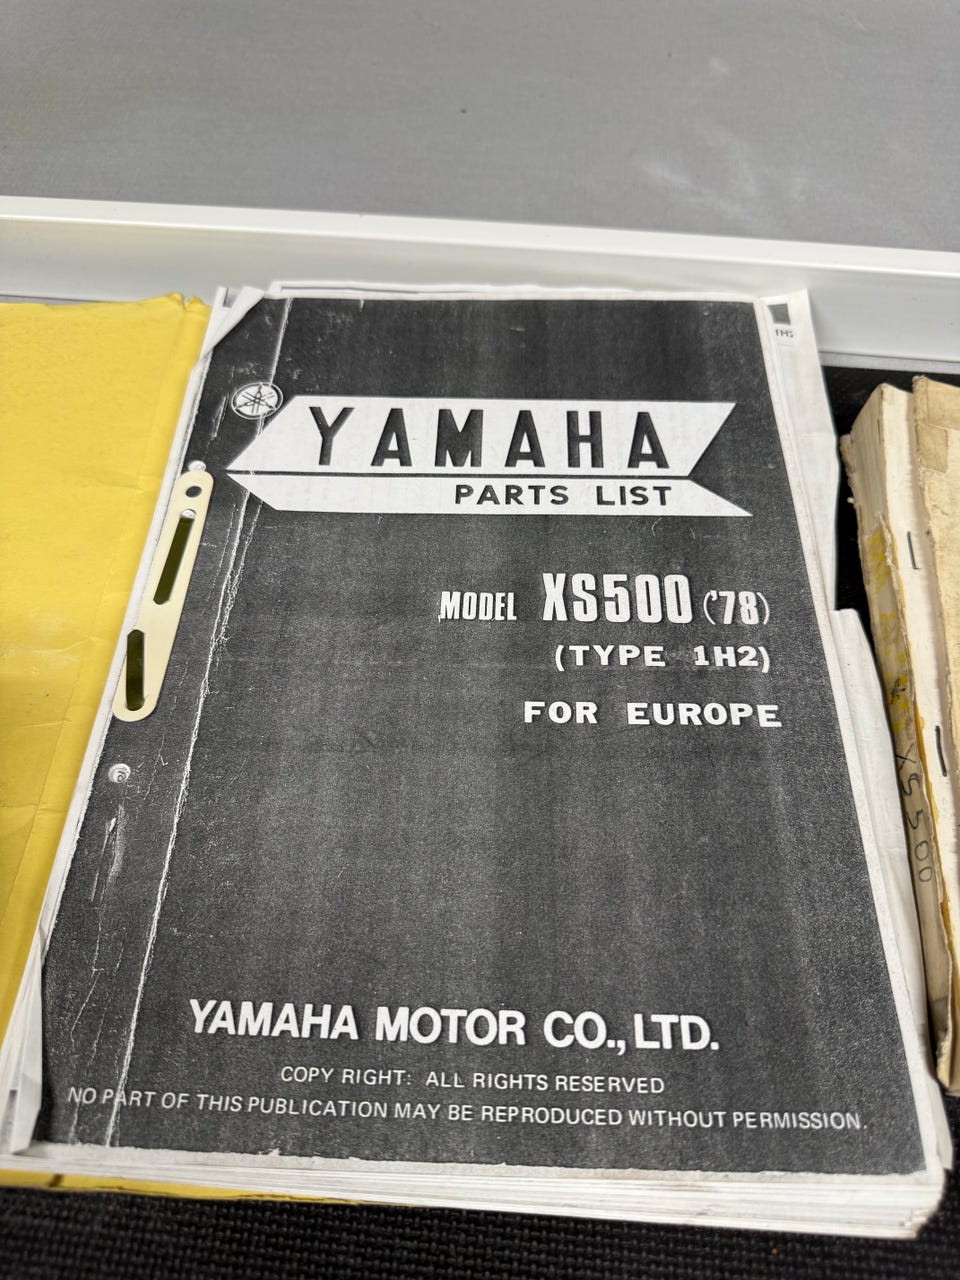 YAMAHA
PARTS LIST
MODEL XS500 ('78)
(TYPE 1H2)
FOR EUROPE
YAMAHA MOTOR CO., LTD.
COPY RIGHT: ALL RIGHTS RESERVED
NO PART OF THIS PUBLICATION MAY BE REPRODUCED WITHOUT PERMISSION.
XS500